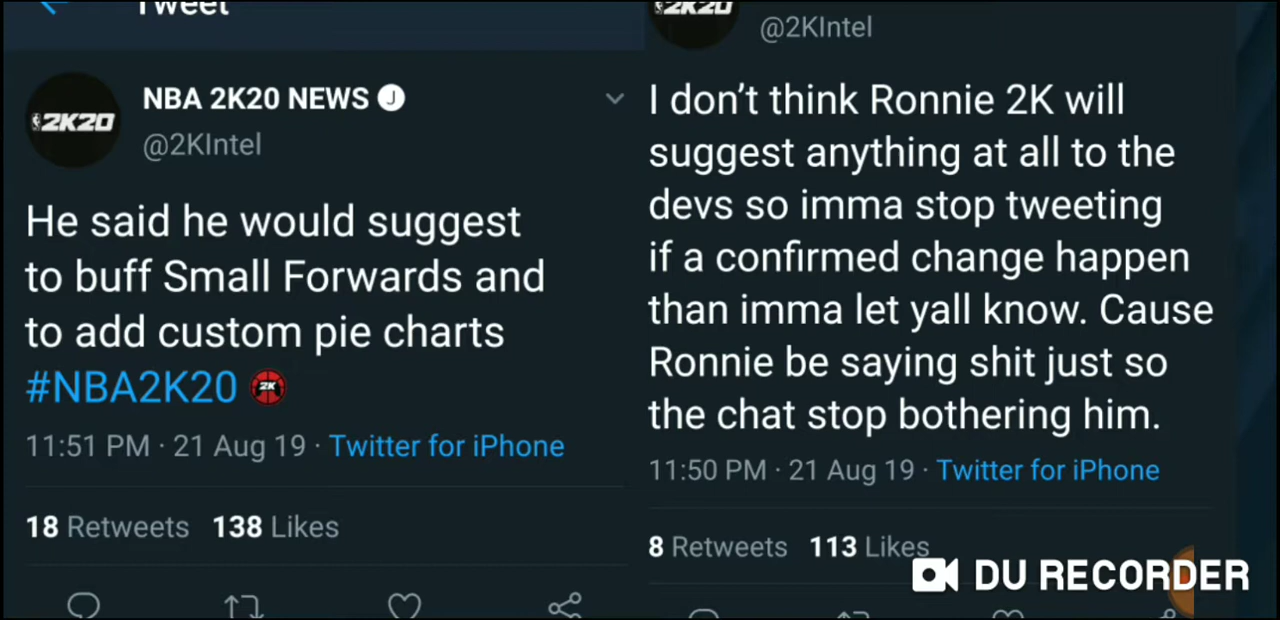 Tweet
NBA 2K20 NEWS J
2K20
@2KIntel
He said he would suggest
to buff Small Forwards and
to add custom pie charts
#NBA2K20 2K
11:51 PM · 21 Aug 19 · Twitter for iPhone
18 Retweets 138 Likes
2K20
@2KIntel
I don’t think Ronnie 2K will
suggest anything at all to the
devs so imma stop tweeting
if a confirmed change happen
than imma let yall know. Cause
Ronnie be saying shit just so
the chat stop bothering him.
11:50 PM · 21 Aug 19 · Twitter for iPhone
8 Retweets 113 Likes
DU RECORDER